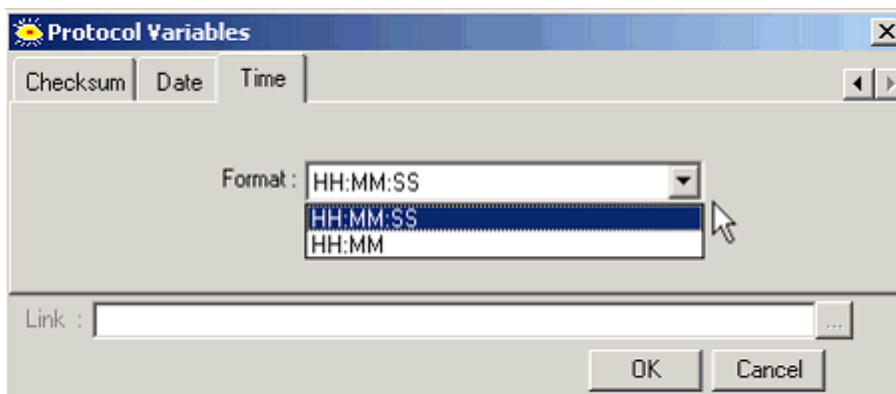 Protocol Variables
Checksum Date Time
Format : HH:MM:SS
HH:MM:SS
HH:MM
Link : ...
OK Cancel